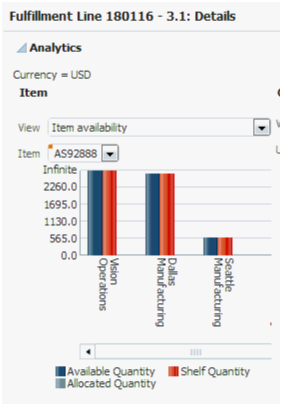 Fulfillment Line 180116 - 3.1: Details
Analytics
Currency = USD
Item
View Item availability
Item AS92888
Infinite
2260.0
1695.0
1130.0
565.0
0.0
Vision Operations
Dallas Manufacturing
Seattle Manufacturing
Available Quantity Shelf Quantity
Allocated Quantity